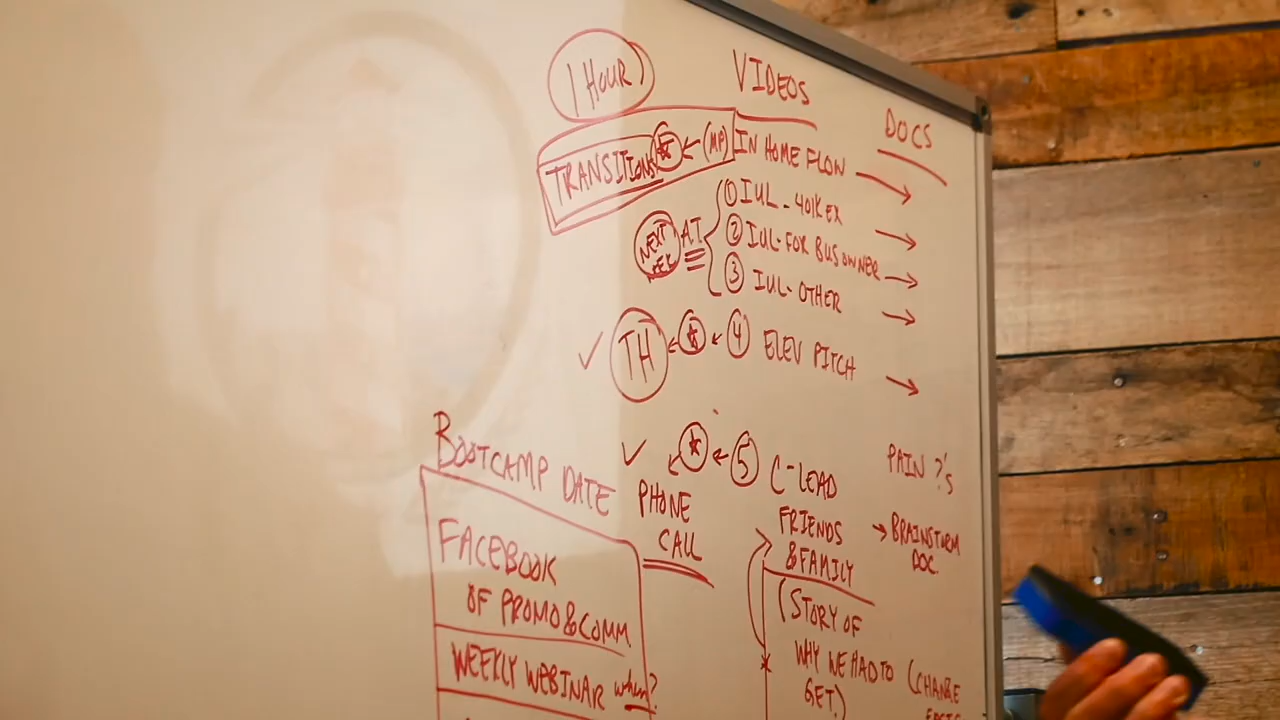 1 HOUR
VIDEOS
DOCS
TRANSITIONS ← (MP) IN HOME FLOW →
NEXT AT
① IUL - 401K EX →
② IUL - FOR BUS OWNER →
③ IUL - OTHER →
✓ TH ← ← ④ ELEV PITCH →
✓ ← ⑤ C-LEAD
PAIN ?'s
PHONE CALL
FRIENDS & FAMILY
→ BRAINSTORM DOC.
(STORY OF
WHY WE HAD TO
GET)
(CHANGE
BOOTCAMP DATE
FACEBOOK
OF PROMO & COMM
WEEKLY WEBINAR when?